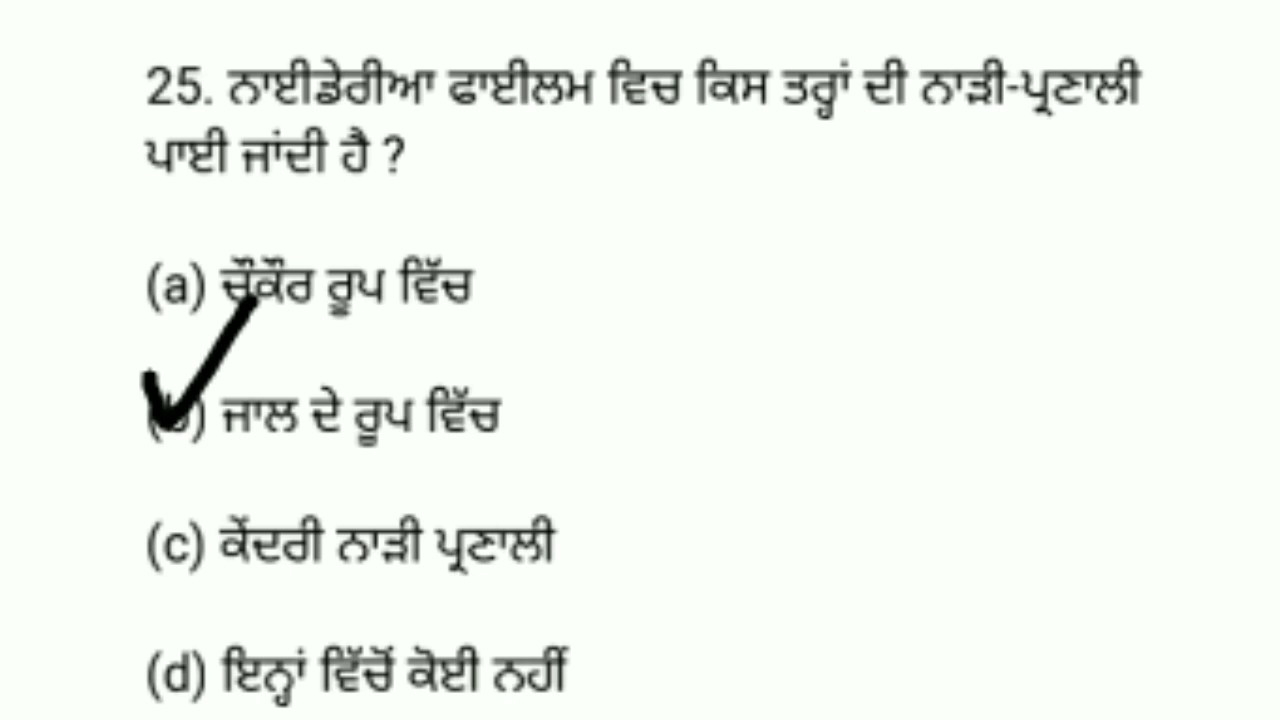 25. ਨਾਈਡੇਰੀਆ ਫਾਈਲਮ ਵਿਚ ਕਿਸ ਤਰ੍ਹਾਂ ਦੀ ਨਾੜੀ-ਪ੍ਰਣਾਲੀ
ਪਾਈ ਜਾਂਦੀ ਹੈ ?
(a) ਚੌਕੌਰ ਰੂਪ ਵਿੱਚ
(b) ਜਾਲ ਦੇ ਰੂਪ ਵਿੱਚ
(c) ਕੇਂਦਰੀ ਨਾੜੀ ਪ੍ਰਣਾਲੀ
(d) ਇਨ੍ਹਾਂ ਵਿੱਚੋਂ ਕੋਈ ਨਹੀਂ